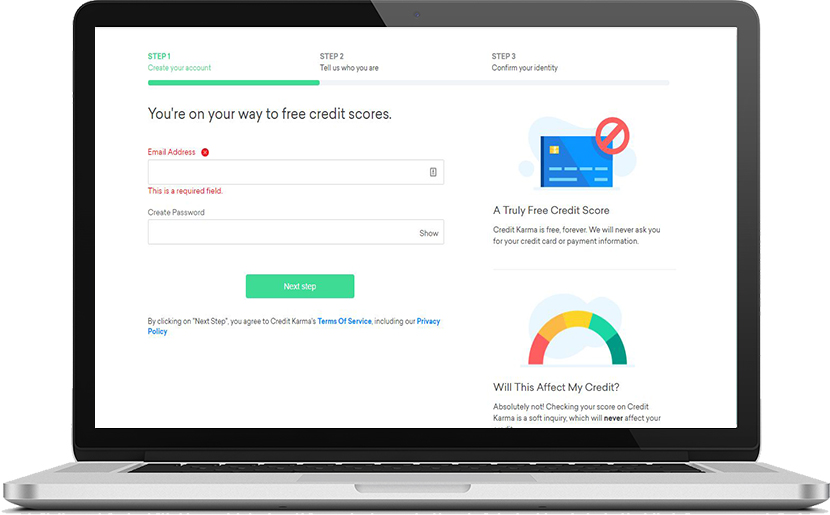 STEP 1
Create your account
STEP 2
Tell us who you are
STEP 3
Confirm your identity
You're on your way to free credit scores.
Email Address
This is a required field.
Create Password
Show
Next step
By clicking on "Next Step", you agree to Credit Karma's Terms Of Service, including our Privacy
Policy
A Truly Free Credit Score
Credit Karma is free, forever. We will never ask you
for your credit card or payment information.
Will This Affect My Credit?
Absolutely not! Checking your score on Credit
Karma is a soft inquiry, which will never affect your